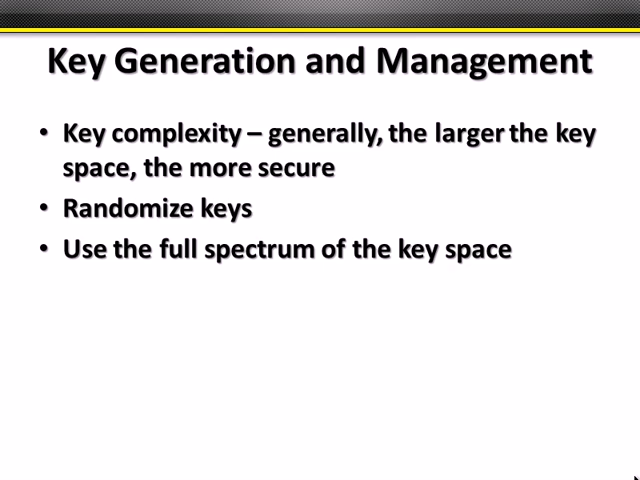 Key Generation and Management
• Key complexity – generally, the larger the key
space, the more secure
• Randomize keys
• Use the full spectrum of the key space